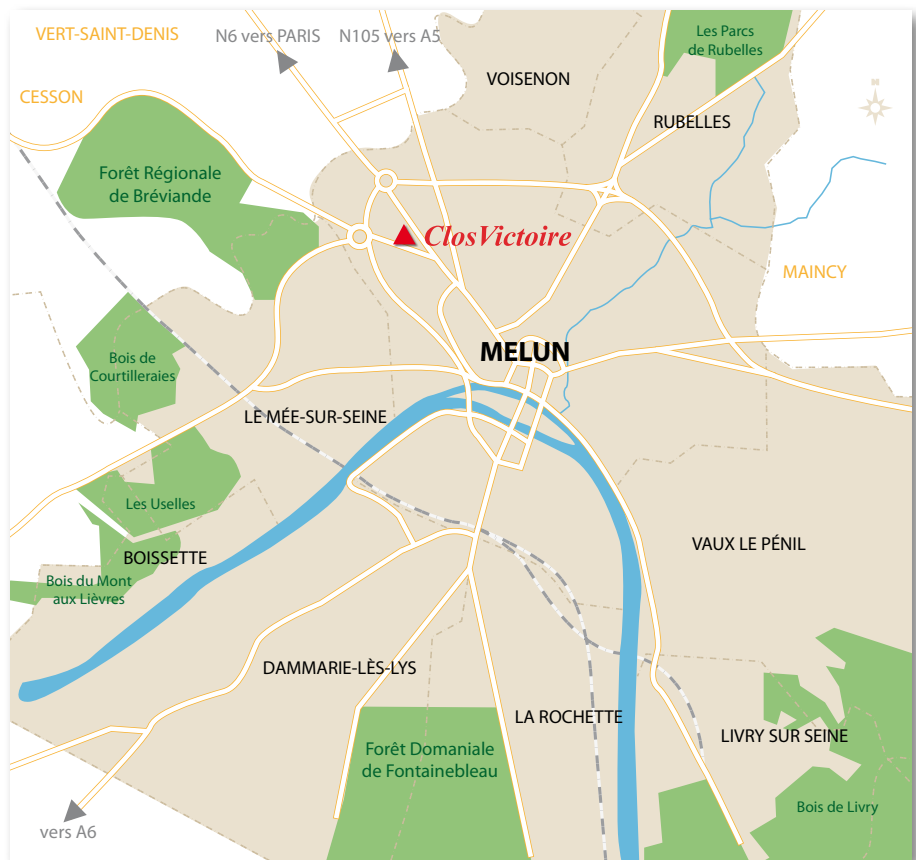 VERT-SAINT-DENIS
N6 vers PARIS
N105 vers A5
Les Parcs
de Rubelles
VOISENON
CESSON
RUBELLES
Forêt Régionale
de Bréviande
ClosVictoire
MAINCY
MELUN
Bois de
Courtilleraies
LE MÉE-SUR-SEINE
Les Uselles
BOISSETTE
VAUX LE PÉNIL
Bois du Mont
aux Lièvres
DAMMARIE-LÈS-LYS
LA ROCHETTE
LIVRY SUR SEINE
Forêt Domaniale
de Fontainebleau
Bois de Livry
vers A6